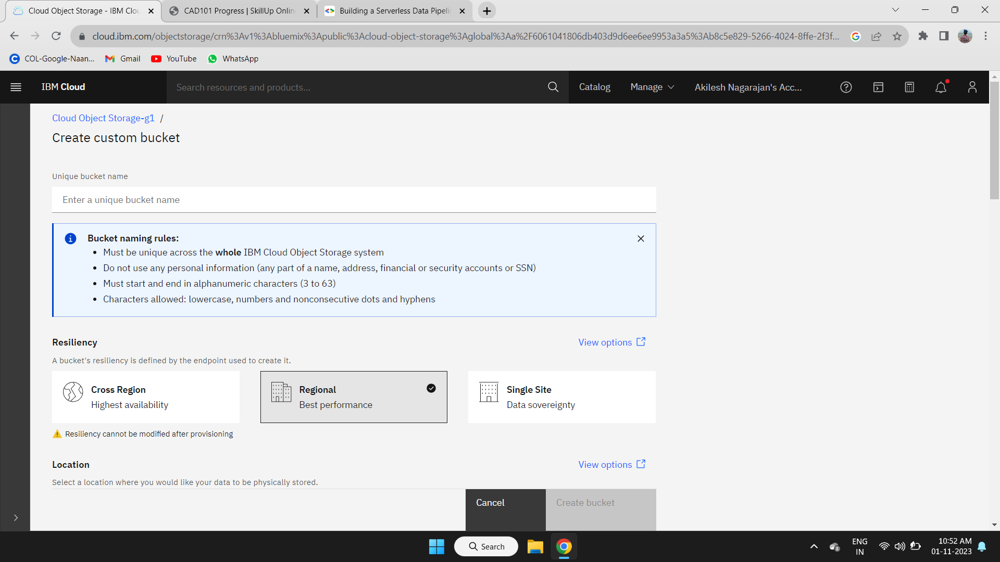 Cloud Object Storage - IBM Clou
CAD101 Progress | SkillUp Onlin
Building a Serverless Data Pipeli
cloud.ibm.com/objectstorage/crn%3Av1%3Abluemix%3Apublic%3Acloud-object-storage%3Aglobal%3Aa%2F6061041806db403d9d6ee6ee9953a3a5%3Ab8c5e829-5266-4024-8ffe-2f3f...
COL-Google-Naan...
Gmail
YouTube
WhatsApp
IBM Cloud
Search resources and products...
Catalog
Manage
Akilesh Nagarajan's Acc...
Cloud Object Storage-g1 /
Create custom bucket
Unique bucket name
Enter a unique bucket name
Bucket naming rules:
• Must be unique across the whole IBM Cloud Object Storage system
• Do not use any personal information (any part of a name, address, financial or security accounts or SSN)
• Must start and end in alphanumeric characters (3 to 63)
• Characters allowed: lowercase, numbers and nonconsecutive dots and hyphens
Resiliency
View options
A bucket's resiliency is defined by the endpoint used to create it.
Cross Region
Highest availability
Regional
Best performance
Single Site
Data sovereignty
Resiliency cannot be modified after provisioning
Location
View options
Select a location where you would like your data to be physically stored.
Cancel
Create bucket
Search
ENG
IN
10:52 AM
01-11-2023